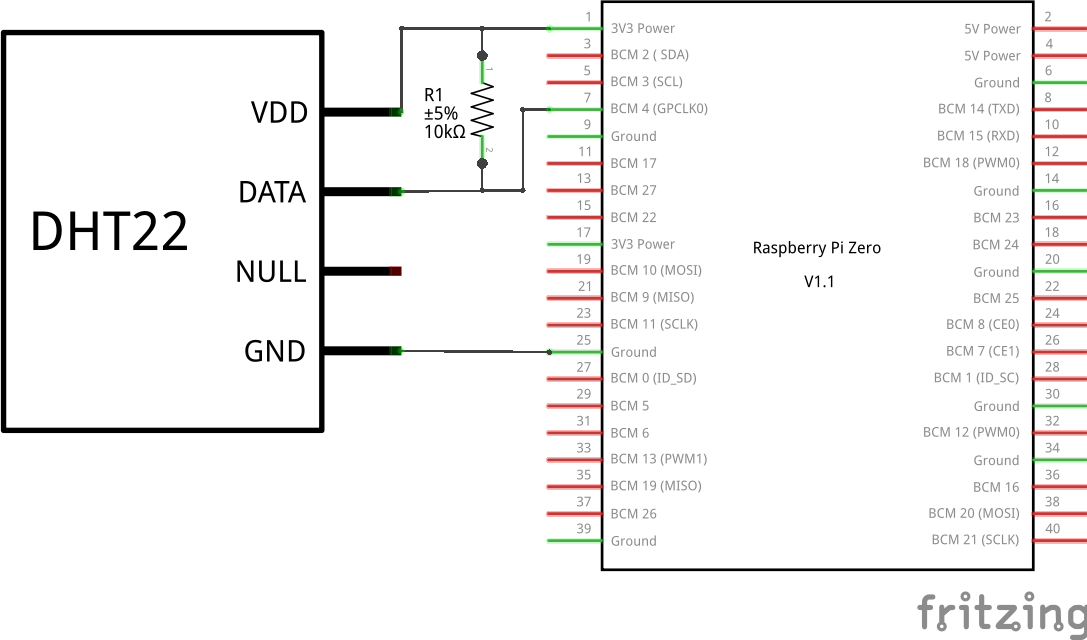 DHT22
VDD
DATA
NULL
GND
R1
±5%
10kΩ
1
2
Raspberry Pi Zero
V1.1
1 3V3 Power
3 BCM 2 ( SDA)
5 BCM 3 (SCL)
7 BCM 4 (GPCLK0)
9 Ground
11 BCM 17
13 BCM 27
15 BCM 22
17 3V3 Power
19 BCM 10 (MOSI)
21 BCM 9 (MISO)
23 BCM 11 (SCLK)
25 Ground
27 BCM 0 (ID_SD)
29 BCM 5
31 BCM 6
33 BCM 13 (PWM1)
35 BCM 19 (MISO)
37 BCM 26
39 Ground
5V Power 2
5V Power 4
Ground 6
BCM 14 (TXD) 8
BCM 15 (RXD) 10
BCM 18 (PWM0) 12
Ground 14
BCM 23 16
BCM 24 18
Ground 20
BCM 25 22
BCM 8 (CE0) 24
BCM 7 (CE1) 26
BCM 1 (ID_SC) 28
Ground 30
BCM 12 (PWM0) 32
Ground 34
BCM 16 36
BCM 20 (MOSI) 38
BCM 21 (SCLK) 40
fritzing